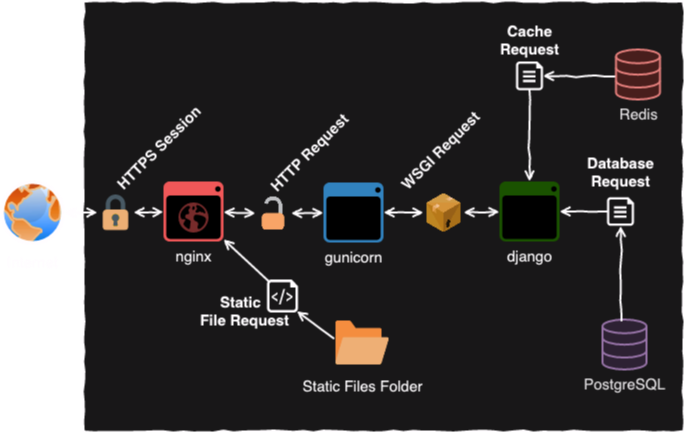 Cache
Request
Redis
HTTPS Session
HTTP Request
WSGI Request
Database
Request
nginx
gunicorn
django
Static
File Request
</>
Static Files Folder
PostgreSQL